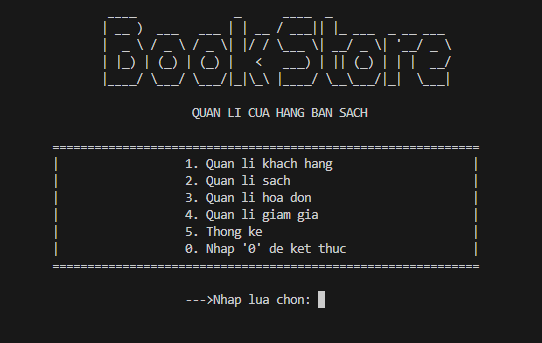 BookStore
QUAN LI CUA HANG BAN SACH
1. Quan li khach hang
2. Quan li sach
3. Quan li hoa don
4. Quan li giam gia
5. Thong ke
0. Nhap '0' de ket thuc
--->Nhap lua chon: